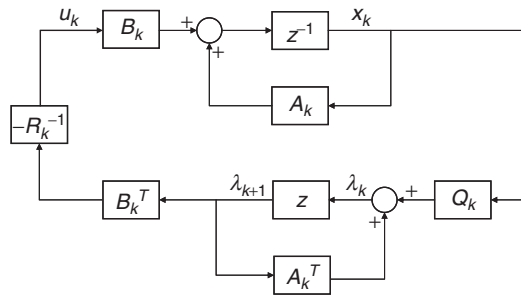 u_k
B_k
+
+
z^{-1}
x_k
A_k
-R_k^{-1}
B_k^T
λ_{k+1}
z
λ_k
+
+
Q_k
A_k^T